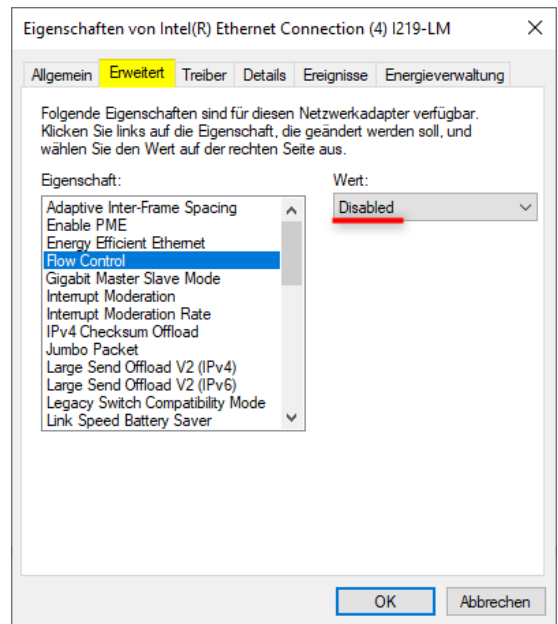 Eigenschaften von Intel(R) Ethernet Connection (4) I219-LM
Allgemein Erweitert Treiber Details Ereignisse Energieverwaltung
Folgende Eigenschaften sind für diesen Netzwerkadapter verfügbar.
Klicken Sie links auf die Eigenschaft, die geändert werden soll, und
wählen Sie den Wert auf der rechten Seite aus.
Eigenschaft:
Adaptive Inter-Frame Spacing
Enable PME
Energy Efficient Ethernet
Flow Control
Gigabit Master Slave Mode
Interrupt Moderation
Interrupt Moderation Rate
IPv4 Checksum Offload
Jumbo Packet
Large Send Offload V2 (IPv4)
Large Send Offload V2 (IPv6)
Legacy Switch Compatibility Mode
Link Speed Battery Saver
Wert:
Disabled
OK Abbrechen